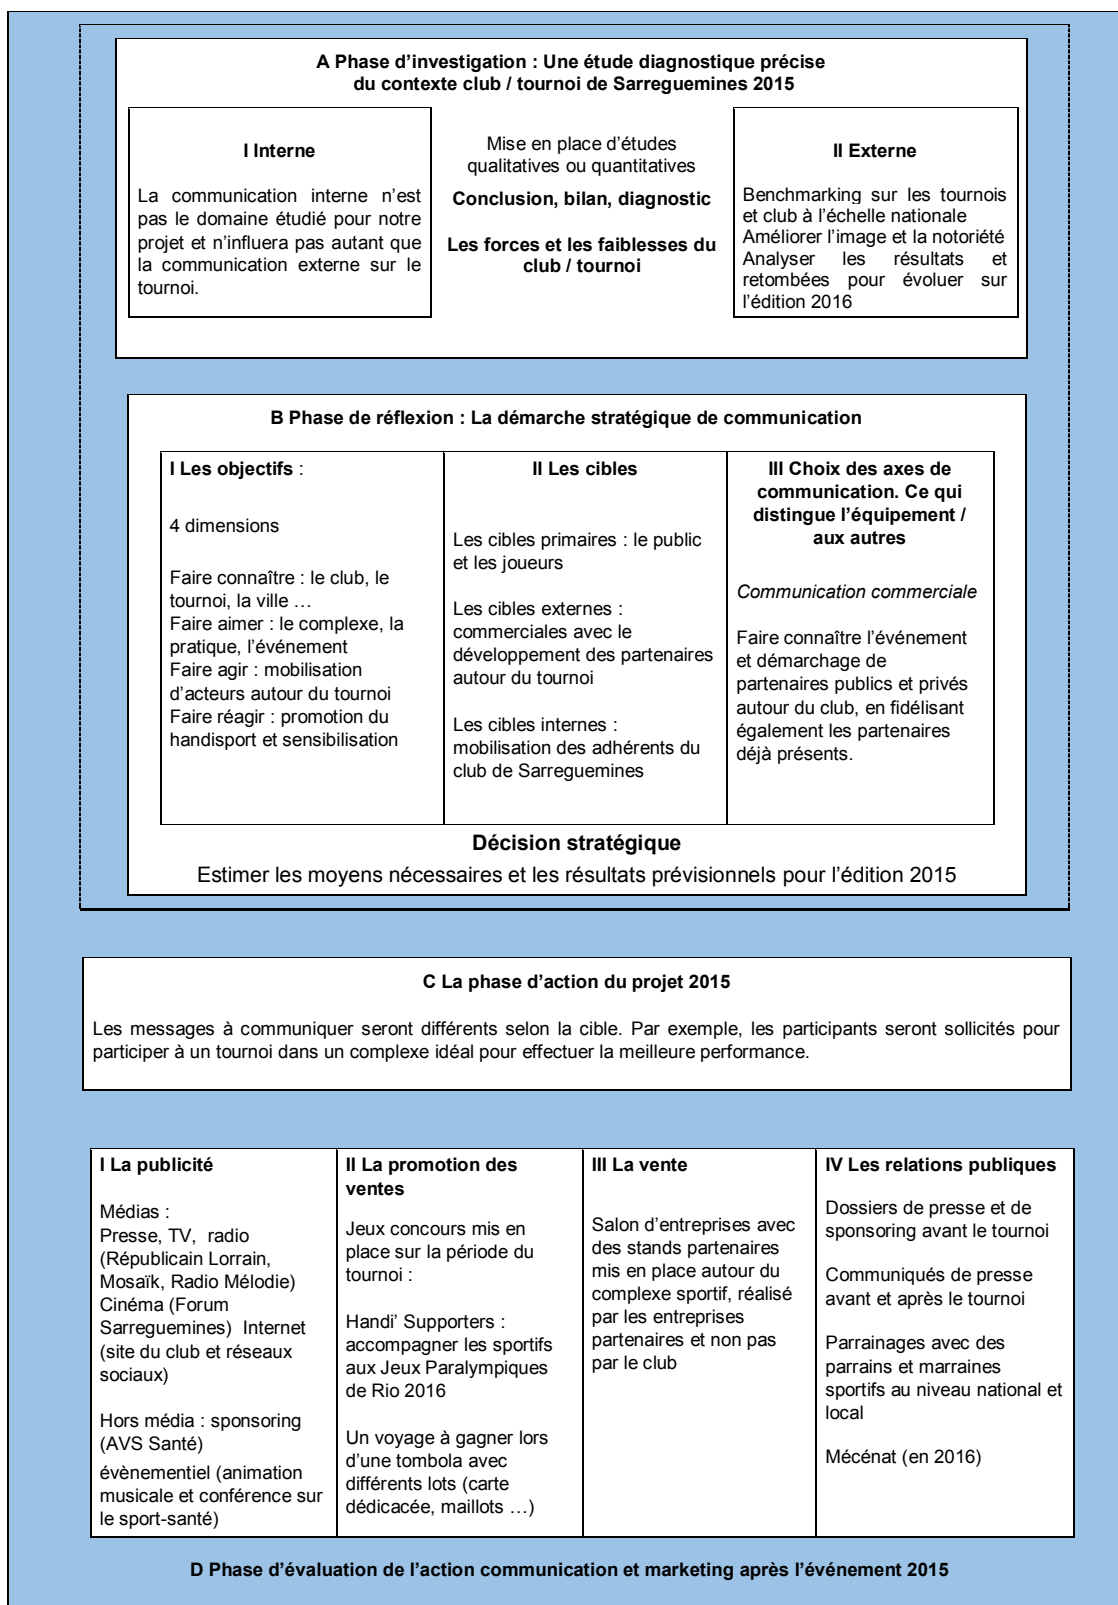 A Phase d’investigation : Une étude diagnostique précise
du contexte club / tournoi de Sarreguemines 2015
I Interne
La communication interne n’est
pas le domaine étudié pour notre
projet et n’influera pas autant que
la communication externe sur le
tournoi.
Mise en place d’études
qualitatives ou quantitatives
Conclusion, bilan, diagnostic
Les forces et les faiblesses du
club / tournoi
II Externe
Benchmarking sur les tournois
et club à l’échelle nationale
Améliorer l’image et la notoriété
Analyser les résultats et
retombées pour évoluer sur
l’édition 2016
B Phase de réflexion : La démarche stratégique de communication
I Les objectifs :
4 dimensions
Faire connaître : le club, le
tournoi, la ville …
Faire aimer : le complexe, la
pratique, l’événement
Faire agir : mobilisation
d’acteurs autour du tournoi
Faire réagir : promotion du
handisport et sensibilisation
II Les cibles
Les cibles primaires : le public
et les joueurs
Les cibles externes :
commerciales avec le
développement des partenaires
autour du tournoi
Les cibles internes :
mobilisation des adhérents du
club de Sarreguemines
III Choix des axes de
communication. Ce qui
distingue l’équipement /
aux autres
Communication commerciale
Faire connaître l’événement
et démarchage de
partenaires publics et privés
autour du club, en fidélisant
également les partenaires
déjà présents.
Décision stratégique
Estimer les moyens nécessaires et les résultats prévisionnels pour l’édition 2015
C La phase d’action du projet 2015
Les messages à communiquer seront différents selon la cible. Par exemple, les participants seront sollicités pour
participer à un tournoi dans un complexe idéal pour effectuer la meilleure performance.
I La publicité
Médias :
Presse, TV, radio
(Républicain Lorrain,
Mosaïk, Radio Mélodie)
Cinéma (Forum
Sarreguemines) Internet
(site du club et réseaux
sociaux)
Hors média : sponsoring
(AVS Santé)
évènementiel (animation
musicale et conférence sur
le sport-santé)
II La promotion des
ventes
Jeux concours mis en
place sur la période du
tournoi :
Handi’ Supporters :
accompagner les sportifs
aux Jeux Paralympiques
de Rio 2016
Un voyage à gagner lors
d’une tombola avec
différents lots (carte
dédicacée, maillots …)
III La vente
Salon d’entreprises avec
des stands partenaires
mis en place autour du
complexe sportif, réalisé
par les entreprises
partenaires et non pas
par le club
IV Les relations publiques
Dossiers de presse et de
sponsoring avant le tournoi
Communiqués de presse
avant et après le tournoi
Parrainages avec des
parrains et marraines
sportifs au niveau national et
local
Mécénat (en 2016)
D Phase d’évaluation de l’action communication et marketing après l’événement 2015